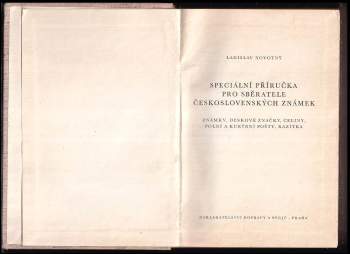 LADISLAV NOVOTNÝ
SPECIÁLNÍ PŘÍRUČKA
PRO SBĚRATELE
ČESKOSLOVENSKÝCH ZNÁMEK
ZNÁMKY, DESKOVÉ ZNAČKY, CELINY,
POLNÍ A KURÝRNÍ POŠTY, RAZÍTKA
NAKLADATELSTVÍ DOPRAVY A SPOJŮ - PRAHA